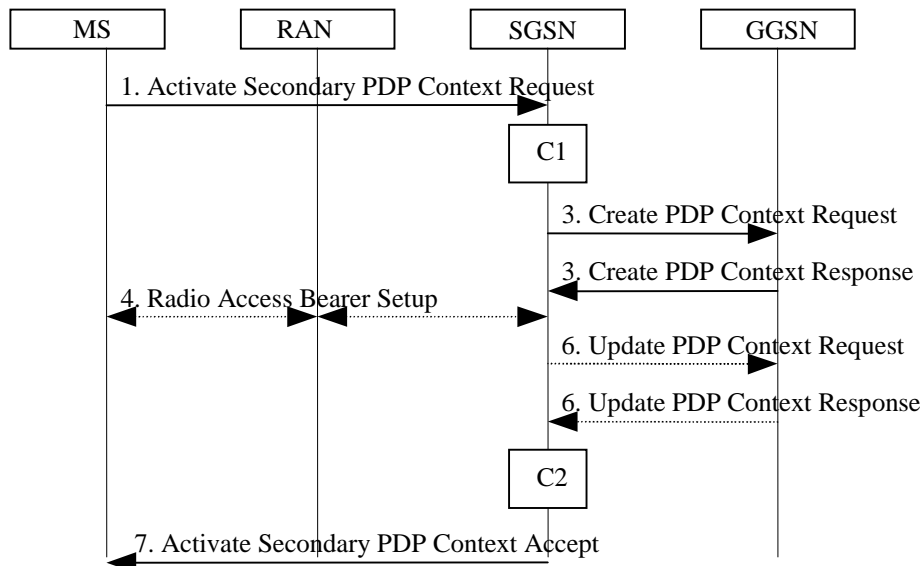 MS RAN SGSN GGSN
1. Activate Secondary PDP Context Request
C1
3. Create PDP Context Request
3. Create PDP Context Response
4. Radio Access Bearer Setup
6. Update PDP Context Request
6. Update PDP Context Response
C2
7. Activate Secondary PDP Context Accept